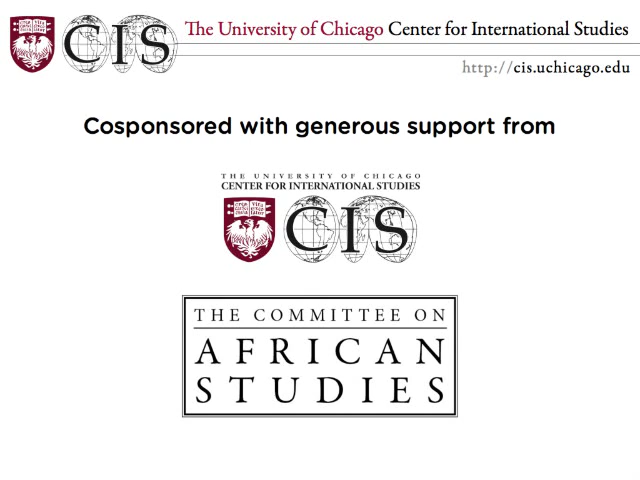 CIS
The University of Chicago Center for International Studies
http://cis.uchicago.edu
Cosponsored with generous support from
THE UNIVERSITY OF CHICAGO
CENTER FOR INTERNATIONAL STUDIES
CIS
THE COMMITTEE ON
AFRICAN
STUDIES